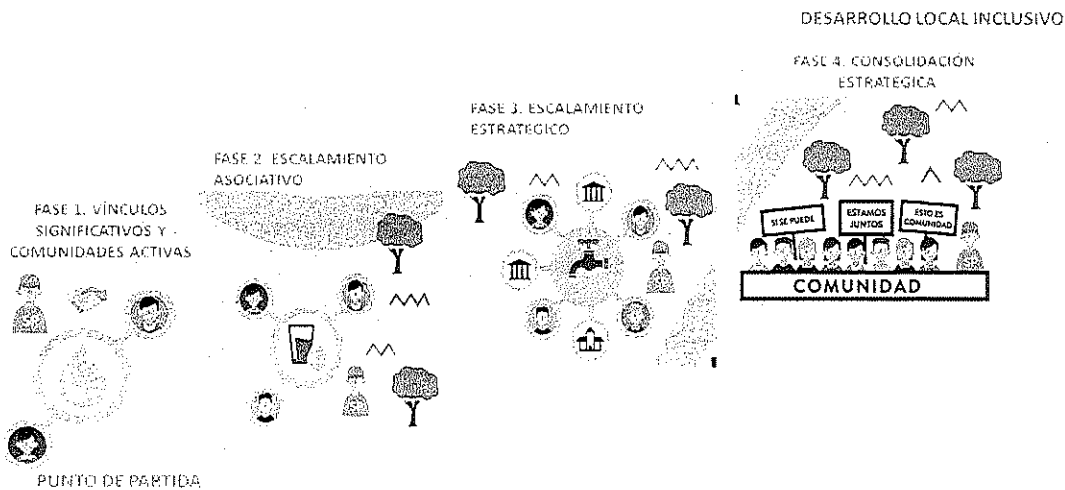 DESARROLLO LOCAL INCLUSIVO
FASE 4. CONSOLIDACIÓN
ESTRATEGICA
FASE 3. ESCALAMIENTO
ESTRATEGICO
FASE 2. ESCALAMIENTO
ASOCIATIVO
FASE 1. VÍNCULOS
SIGNIFICATIVOS Y
COMUNIDADES ACTIVAS
SI SE PUEDE
ESTAMOS
JUNTOS
ESTO ES
COMUNIDAD
COMUNIDAD
PUNTO DE PARTIDA